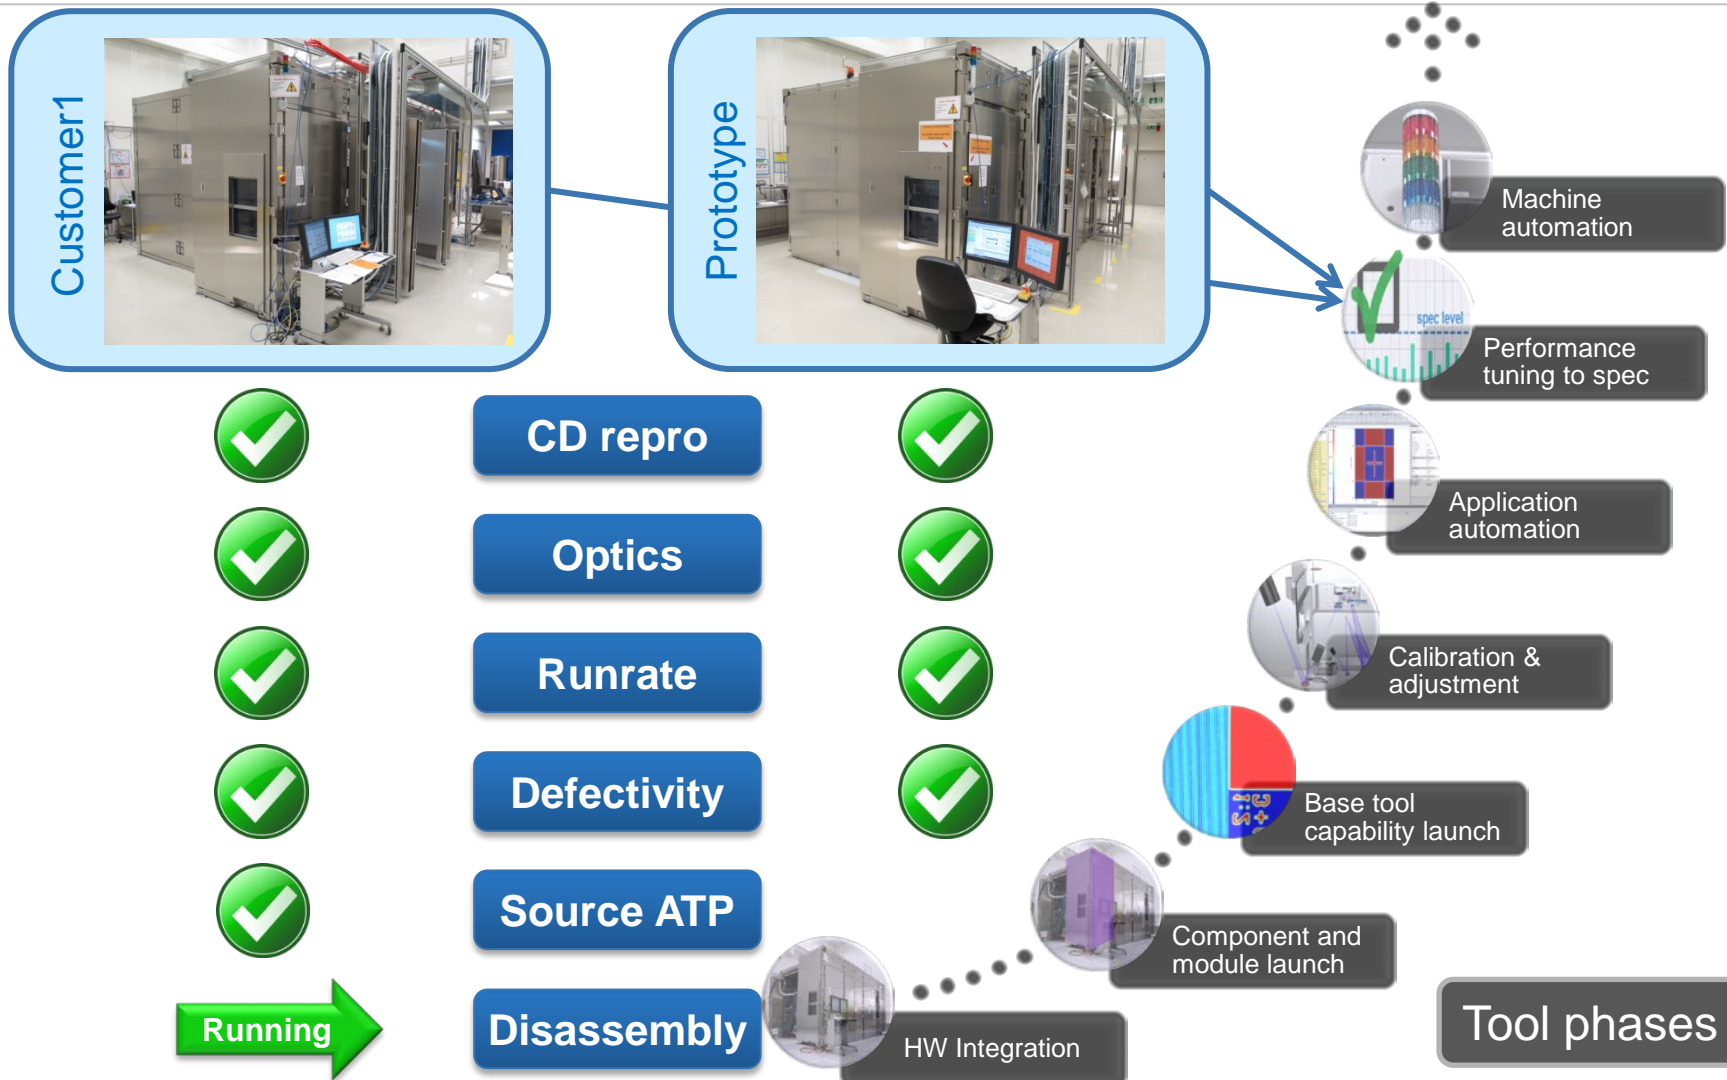 Customer1
Prototype
Machine
automation
spec level
Performance
tuning to spec
CD repro
Application
automation
Optics
Calibration &
adjustment
Runrate
Defectivity
Base tool
capability launch
Source ATP
Component and
module launch
Running
Disassembly
HW Integration
Tool phases